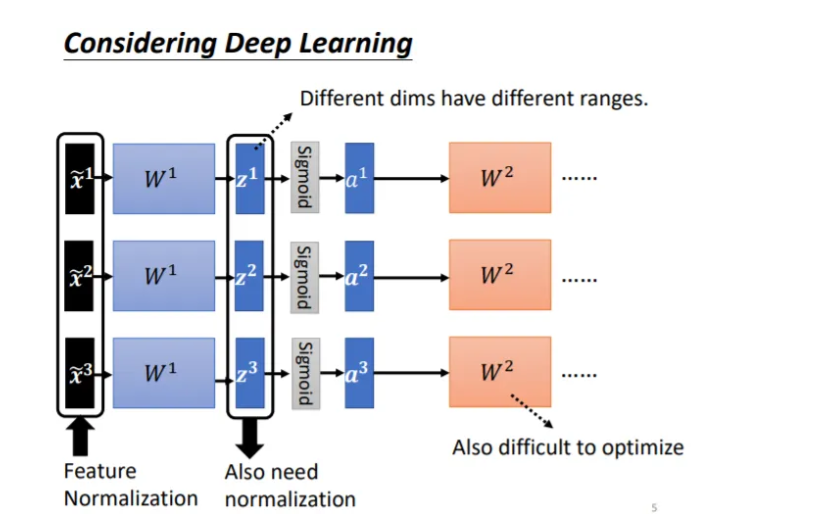 Considering Deep Learning
Different dims have different ranges.
x̃¹ W¹ z¹ Sigmoid a¹ W² ......
x̃² W¹ z² Sigmoid a² W² ......
x̃³ W¹ z³ Sigmoid a³ W² ......
Also difficult to optimize
Feature
Normalization
Also need
normalization
5